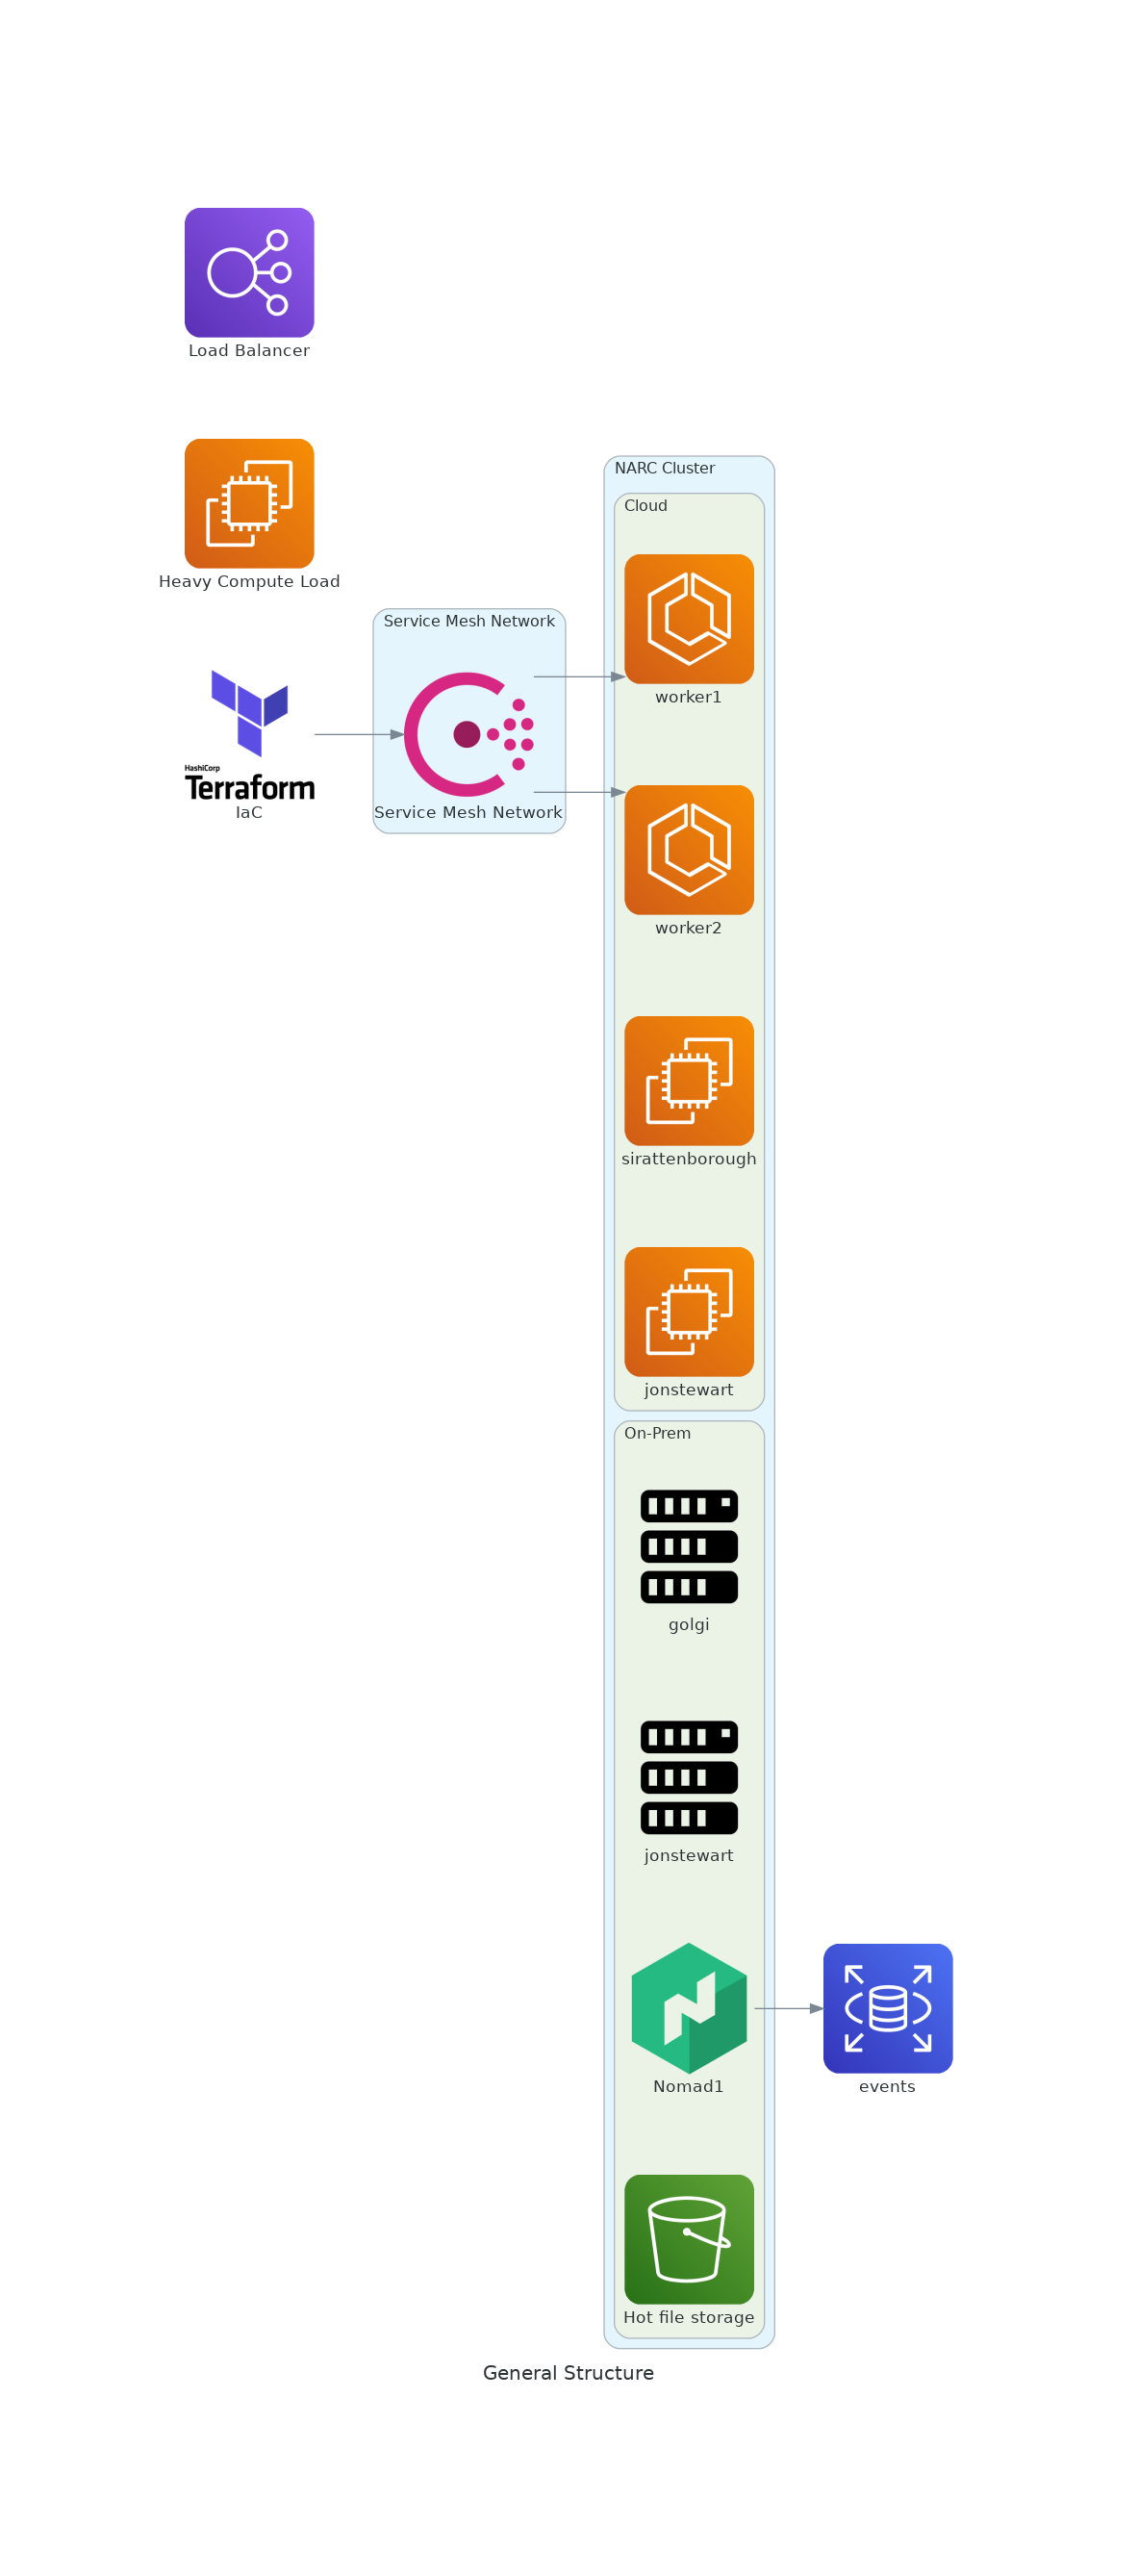 Load Balancer
Heavy Compute Load
HashiCorp
Terraform
IaC
Service Mesh Network
Service Mesh Network
NARC Cluster
Cloud
worker1
worker2
sirattenborough
jonstewart
On-Prem
golgi
jonstewart
Nomad1
events
Hot file storage
General Structure